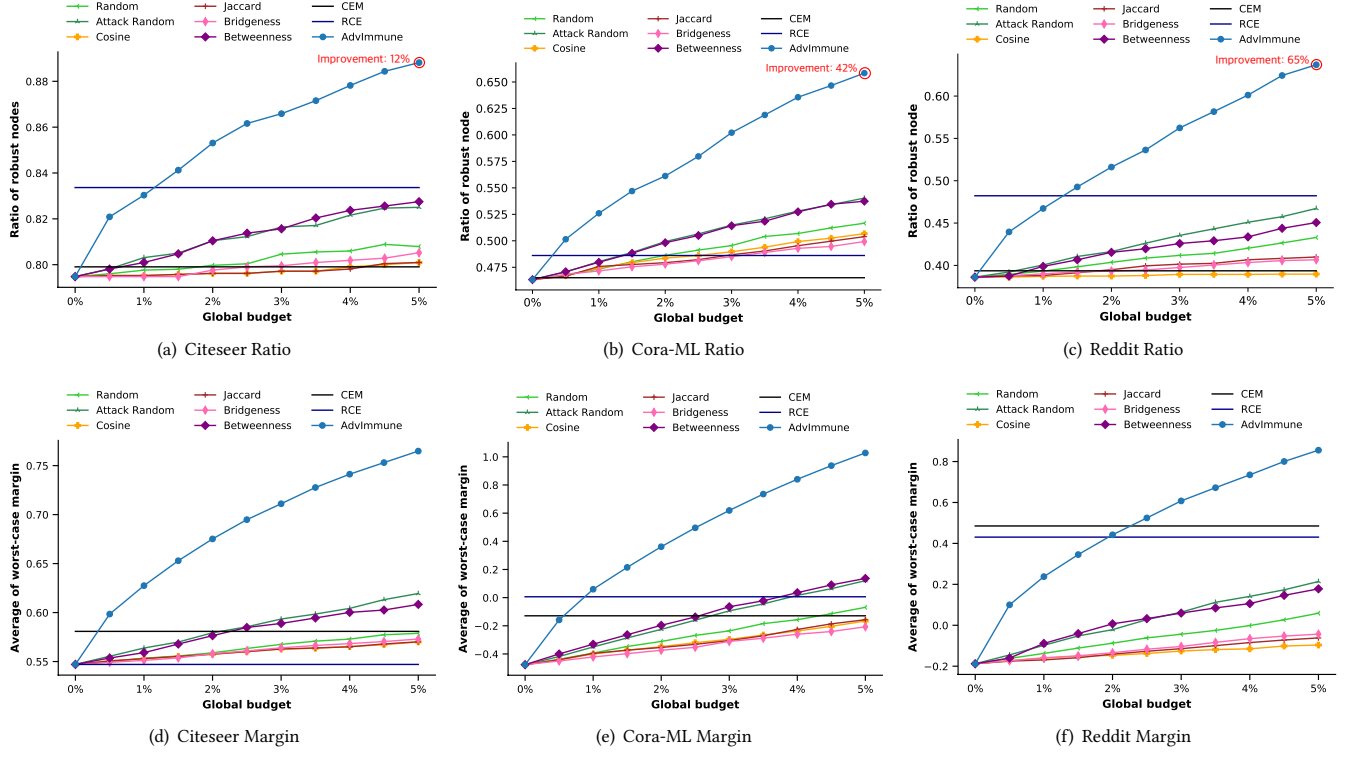 Random Jaccard CEM
Attack Random Bridgeness RCE
Cosine Betweenness AdvImmune
Improvement: 12%
Ratio of robust nodes
0.88
0.86
0.84
0.82
0.80
0% 1% 2% 3% 4% 5%
Global budget
(a) Citeseer Ratio
Random Jaccard CEM
Attack Random Bridgeness RCE
Cosine Betweenness AdvImmune
Improvement: 42%
Ratio of robust node
0.650
0.625
0.600
0.575
0.550
0.525
0.500
0.475
0% 1% 2% 3% 4% 5%
Global budget
(b) Cora-ML Ratio
Random Jaccard CEM
Attack Random Bridgeness RCE
Cosine Betweenness AdvImmune
Improvement: 65%
Ratio of robust node
0.60
0.55
0.50
0.45
0.40
0% 1% 2% 3% 4% 5%
Global budget
(c) Reddit Ratio
Random Jaccard CEM
Attack Random Bridgeness RCE
Cosine Betweenness AdvImmune
Average of worst-case margin
0.75
0.70
0.65
0.60
0.55
0% 1% 2% 3% 4% 5%
Global budget
(d) Citeseer Margin
Random Jaccard CEM
Attack Random Bridgeness RCE
Cosine Betweenness AdvImmune
Average of worst-case margin
1.0
0.8
0.6
0.4
0.2
0.0
−0.2
−0.4
0% 1% 2% 3% 4% 5%
Global budget
(e) Cora-ML Margin
Random Jaccard CEM
Attack Random Bridgeness RCE
Cosine Betweenness AdvImmune
Average of worst-case margin
0.8
0.6
0.4
0.2
0.0
−0.2
0% 1% 2% 3% 4% 5%
Global budget
(f) Reddit Margin